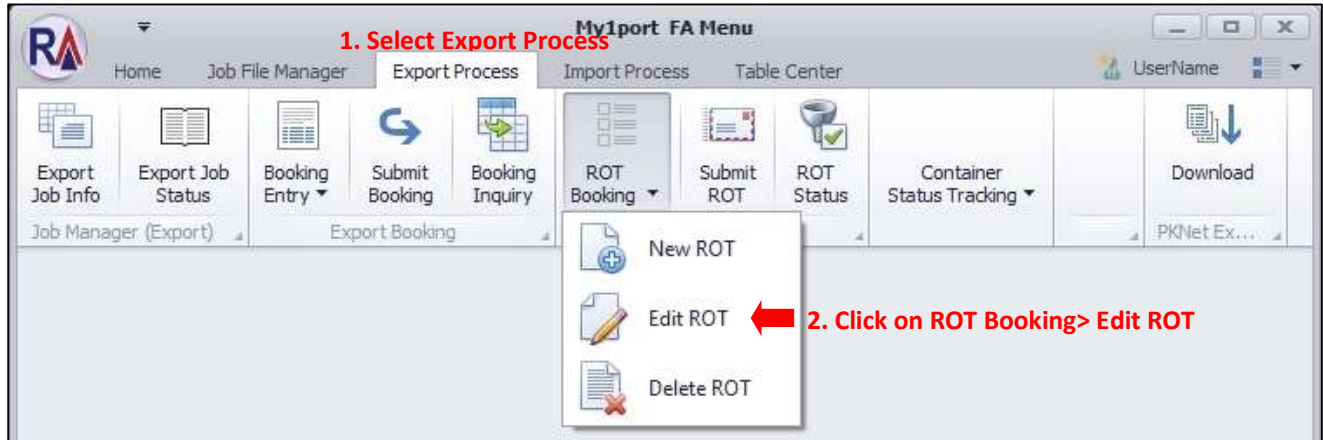 RA
My1port FA Menu
1. Select Export Process
Home Job File Manager Export Process Import Process Table Center UserName
Export Job Info
Export Job Status
Booking Entry
Submit Booking
Booking Inquiry
ROT Booking
Submit ROT
ROT Status
Container Status Tracking
Download
Job Manager (Export) Export Booking PKNet Ex...
New ROT
Edit ROT
2. Click on ROT Booking> Edit ROT
Delete ROT